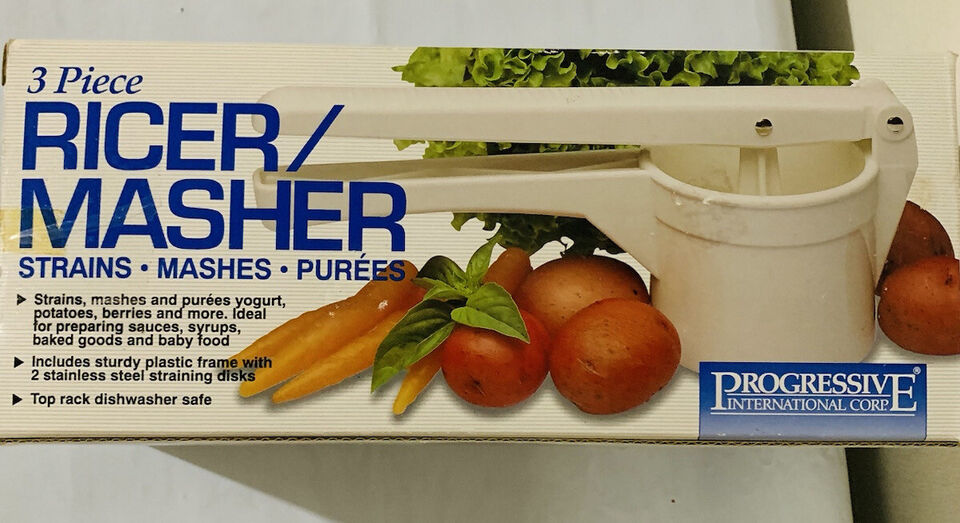 3 Piece
RICER/
MASHER
STRAINS • MASHES • PURÉES
Strains, mashes and purées yogurt,
potatoes, berries and more. Ideal
for preparing sauces, syrups,
baked goods and baby food
Includes sturdy plastic frame with
2 stainless steel straining disks
Top rack dishwasher safe
PROGRESSIVE®
INTERNATIONAL CORP.